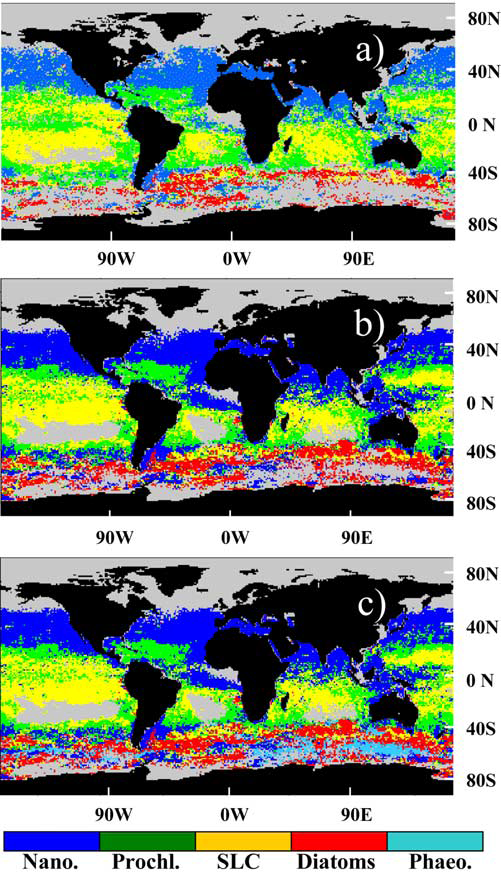 a)
80N
40N
0 N
40S
80S
90W 0W 90E
b)
80N
40N
0 N
40S
80S
90W 0W 90E
c)
80N
40N
0 N
40S
80S
90W 0W 90E
Nano. Prochl. SLC Diatoms Phaeo.